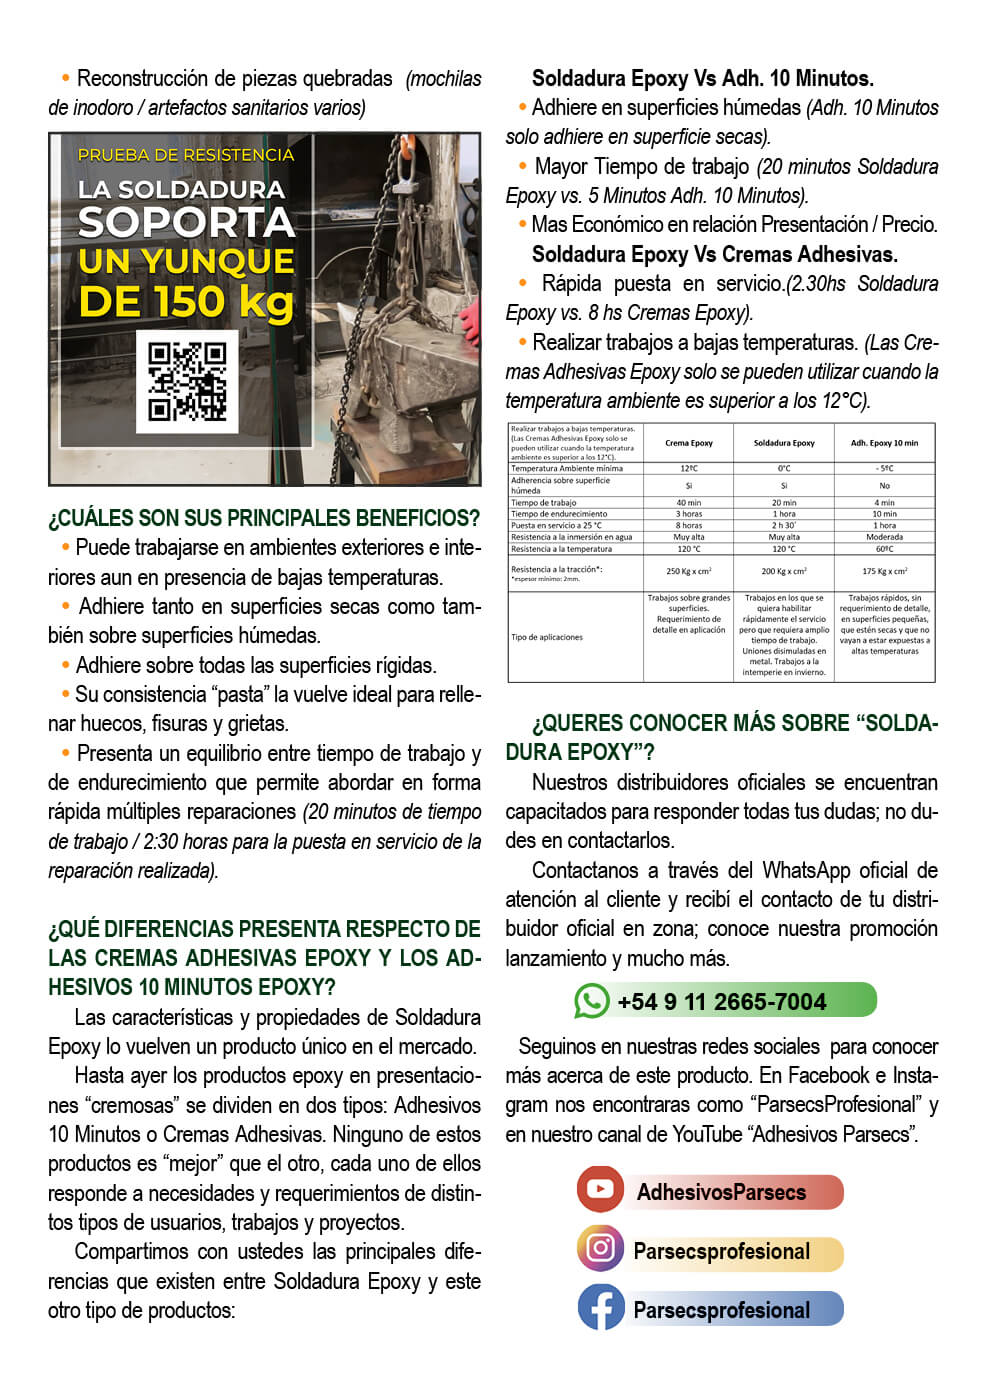 • Reconstrucción de piezas quebradas (mochilas
de inodoro / artefactos sanitarios varios)
PRUEBA DE RESISTENCIA
LA SOLDADURA
SOPORTA
UN YUNQUE
DE 150 kg
¿CUÁLES SON SUS PRINCIPALES BENEFICIOS?
• Puede trabajarse en ambientes exteriores e inte-
riores aun en presencia de bajas temperaturas.
• Adhiere tanto en superficies secas como tam-
bién sobre superficies húmedas.
• Adhiere sobre todas las superficies rígidas.
• Su consistencia “pasta” la vuelve ideal para relle-
nar huecos, fisuras y grietas.
• Presenta un equilibrio entre tiempo de trabajo y
de endurecimiento que permite abordar en forma
rápida múltiples reparaciones (20 minutos de tiempo
de trabajo / 2:30 horas para la puesta en servicio de la
reparación realizada).
¿QUÉ DIFERENCIAS PRESENTA RESPECTO DE
LAS CREMAS ADHESIVAS EPOXY Y LOS AD-
HESIVOS 10 MINUTOS EPOXY?
Las características y propiedades de Soldadura
Epoxy lo vuelven un producto único en el mercado.
Hasta ayer los productos epoxy en presentacio-
nes “cremosas” se dividen en dos tipos: Adhesivos
10 Minutos o Cremas Adhesivas. Ninguno de estos
productos es “mejor” que el otro, cada uno de ellos
responde a necesidades y requerimientos de distin-
tos tipos de usuarios, trabajos y proyectos.
Compartimos con ustedes las principales dife-
rencias que existen entre Soldadura Epoxy y este
otro tipo de productos:
Soldadura Epoxy Vs Adh. 10 Minutos.
• Adhiere en superficies húmedas (Adh. 10 Minutos
solo adhiere en superficie secas).
• Mayor Tiempo de trabajo (20 minutos Soldadura
Epoxy vs. 5 Minutos Adh. 10 Minutos).
• Mas Económico en relación Presentación / Precio.
Soldadura Epoxy Vs Cremas Adhesivas.
• Rápida puesta en servicio.(2.30hs Soldadura
Epoxy vs. 8 hs Cremas Epoxy).
• Realizar trabajos a bajas temperaturas. (Las Cre-
mas Adhesivas Epoxy solo se pueden utilizar cuando la
temperatura ambiente es superior a los 12°C).
Realizar trabajos a bajas temperaturas.
(Las Cremas Adhesivas Epoxy solo se
pueden utilizar cuando la temperatura
ambiente es superior a los 12°C).
Crema Epoxy Soldadura Epoxy Adh. Epoxy 10 min
Temperatura Ambiente mínima 12ºC 0°C - 5ºC
Adherencia sobre superficie
húmeda Si Si No
Tiempo de trabajo 40 min 20 min 4 min
Tiempo de endurecimiento 3 horas 1 hora 10 min
Puesta en servicio a 25 °C 8 horas 2 h 30´ 1 hora
Resistencia a la inmersión en agua Muy alta Muy alta Moderada
Resistencia a la temperatura 120 °C 120 °C 60ºC
Resistencia a la tracción*: 250 Kg x cm² 200 Kg x cm² 175 Kg x cm²
*espesor mínimo: 2mm.
Tipo de aplicaciones
Trabajos sobre grandes
superficies.
Requerimiento de
detalle en aplicación
Trabajos en los que se
quiera habilitar
rápidamente el servicio
pero que requiera amplio
tiempo de trabajo.
Uniones disimuladas en
metal. Trabajos a la
intemperie en invierno.
Trabajos rápidos, sin
requerimiento de detalle,
en superficies pequeñas,
que estén secas y que no
vayan a estar expuestas a
altas temperaturas
¿QUERES CONOCER MÁS SOBRE “SOLDA-
DURA EPOXY”?
Nuestros distribuidores oficiales se encuentran
capacitados para responder todas tus dudas; no du-
des en contactarlos.
Contactanos a través del WhatsApp oficial de
atención al cliente y recibí el contacto de tu distri-
buidor oficial en zona; conoce nuestra promoción
lanzamiento y mucho más.
+54 9 11 2665-7004
Seguinos en nuestras redes sociales para conocer
más acerca de este producto. En Facebook e Insta-
gram nos encontraras como “ParsecsProfesional” y
en nuestro canal de YouTube “Adhesivos Parsecs”.
AdhesivosParsecs
Parsecsprofesional
Parsecsprofesional